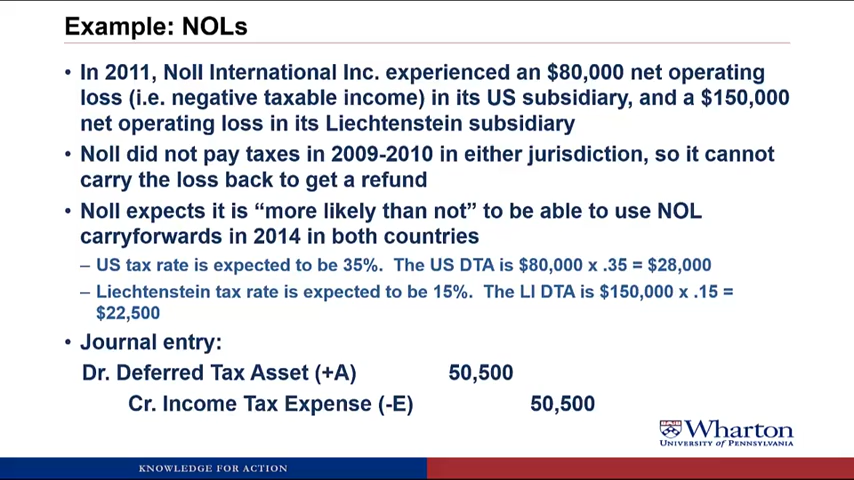 Example: NOLs
• In 2011, Noll International Inc. experienced an $80,000 net operating
loss (i.e. negative taxable income) in its US subsidiary, and a $150,000
net operating loss in its Liechtenstein subsidiary
• Noll did not pay taxes in 2009-2010 in either jurisdiction, so it cannot
carry the loss back to get a refund
• Noll expects it is “more likely than not” to be able to use NOL
carryforwards in 2014 in both countries
– US tax rate is expected to be 35%. The US DTA is $80,000 x .35 = $28,000
– Liechtenstein tax rate is expected to be 15%. The LI DTA is $150,000 x .15 =
$22,500
• Journal entry:
Dr. Deferred Tax Asset (+A) 50,500
Cr. Income Tax Expense (-E) 50,500
Wharton
UNIVERSITY of PENNSYLVANIA
KNOWLEDGE FOR ACTION